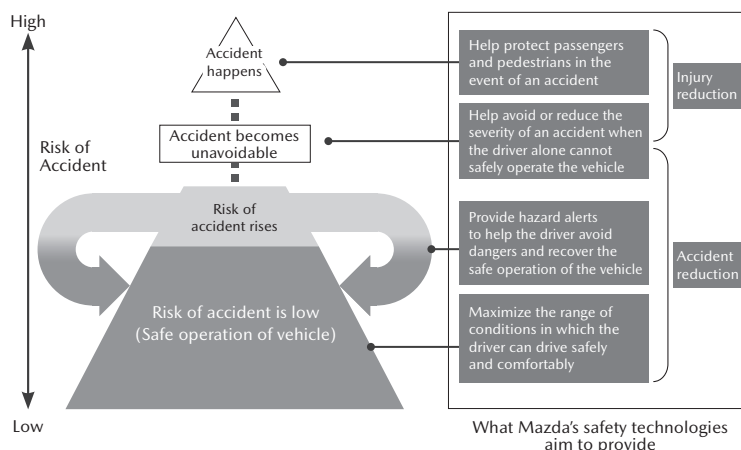 High
Accident
happens
Help protect passengers
and pedestrians in the
event of an accident
Injury
reduction
Accident becomes
unavoidable
Help avoid or reduce the
severity of an accident when
the driver alone cannot
safely operate the vehicle
Risk of
Accident
Risk of
accident rises
Provide hazard alerts
to help the driver avoid
dangers and recover the
safe operation of the vehicle
Accident
reduction
Risk of accident is low
(Safe operation of vehicle)
Maximize the range of
conditions in which the
driver can drive safely
and comfortably
Low
What Mazda's safety technologies
aim to provide